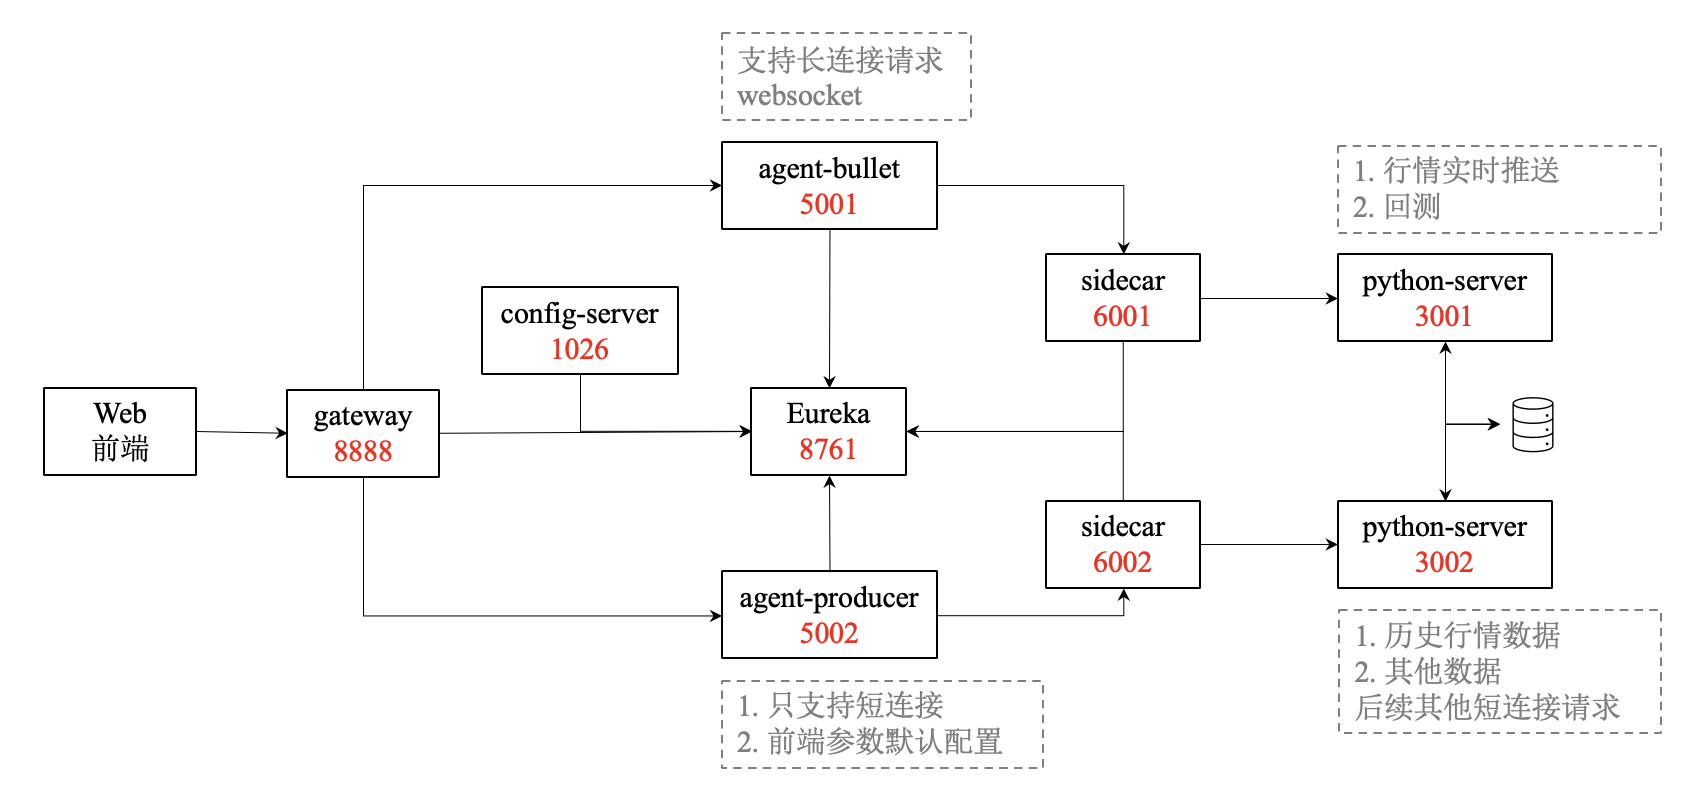 支持长连接请求
websocket
agent-bullet
5001
1. 行情实时推送
2. 回测
sidecar
6001
python-server
3001
config-server
1026
Web
前端
gateway
8888
Eureka
8761
sidecar
6002
python-server
3002
agent-producer
5002
1. 只支持短连接
2. 前端参数默认配置
1. 历史行情数据
2. 其他数据
后续其他短连接请求